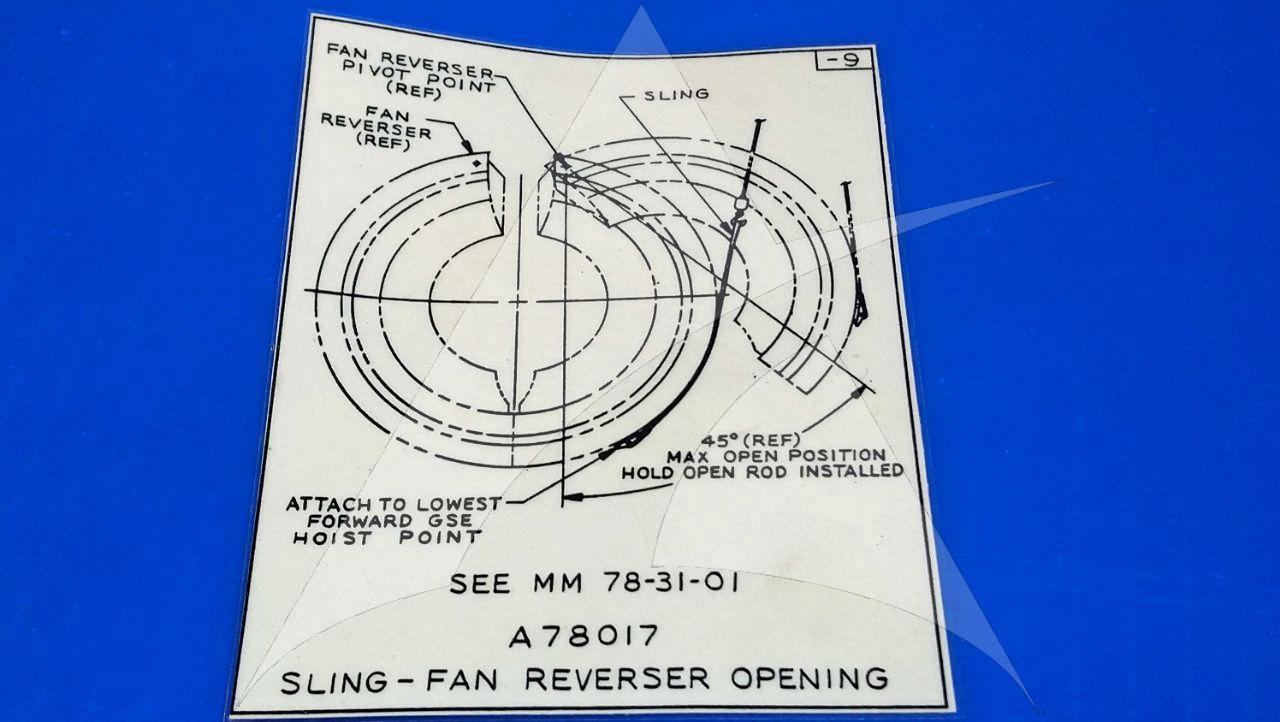 -9
FAN REVERSER
PIVOT POINT
(REF)
SLING
FAN
REVERSER
(REF)
45° (REF)
MAX OPEN POSITION
HOLD OPEN ROD INSTALLED
ATTACH TO LOWEST
FORWARD GSE
HOIST POINT
SEE MM 78-31-01
A78017
SLING-FAN REVERSER OPENING